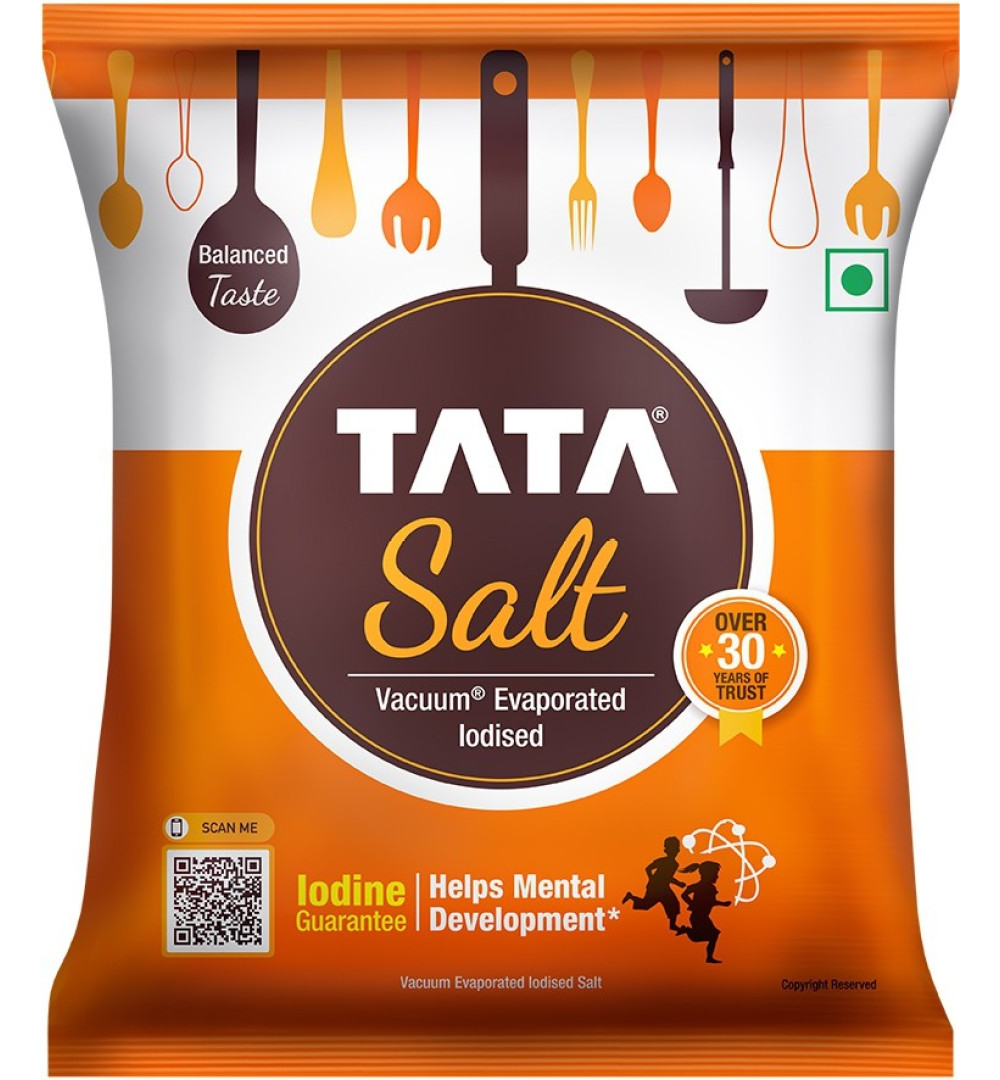 Balanced
Taste
TATA®
Salt
Vacuum® Evaporated
Iodised
OVER
30
YEARS OF
TRUST
SCAN ME
Iodine
Guarantee
Helps Mental
Development*
Vacuum Evaporated Iodised Salt
Copyright Reserved